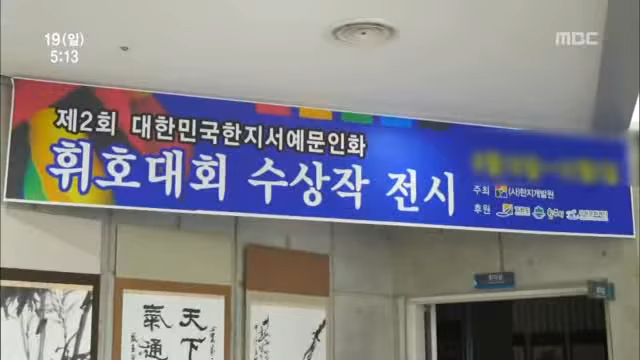 19(일)
5:13
MBC
제2회 대한민국한지서예문인화
휘호대회 수상작 전시
주최 (사)한지개발원
후원
天下
氣通